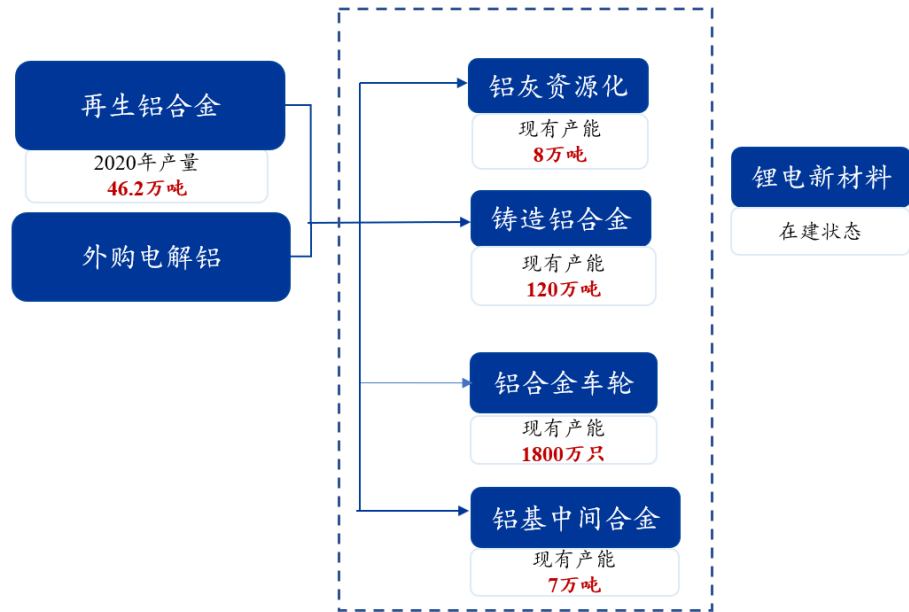 再生铝合金
2020年产量
46.2万吨
外购电解铝
铝灰资源化
现有产能
8万吨
铸造铝合金
现有产能
120万吨
铝合金车轮
现有产能
1800万只
铝基中间合金
现有产能
7万吨
锂电新材料
在建状态